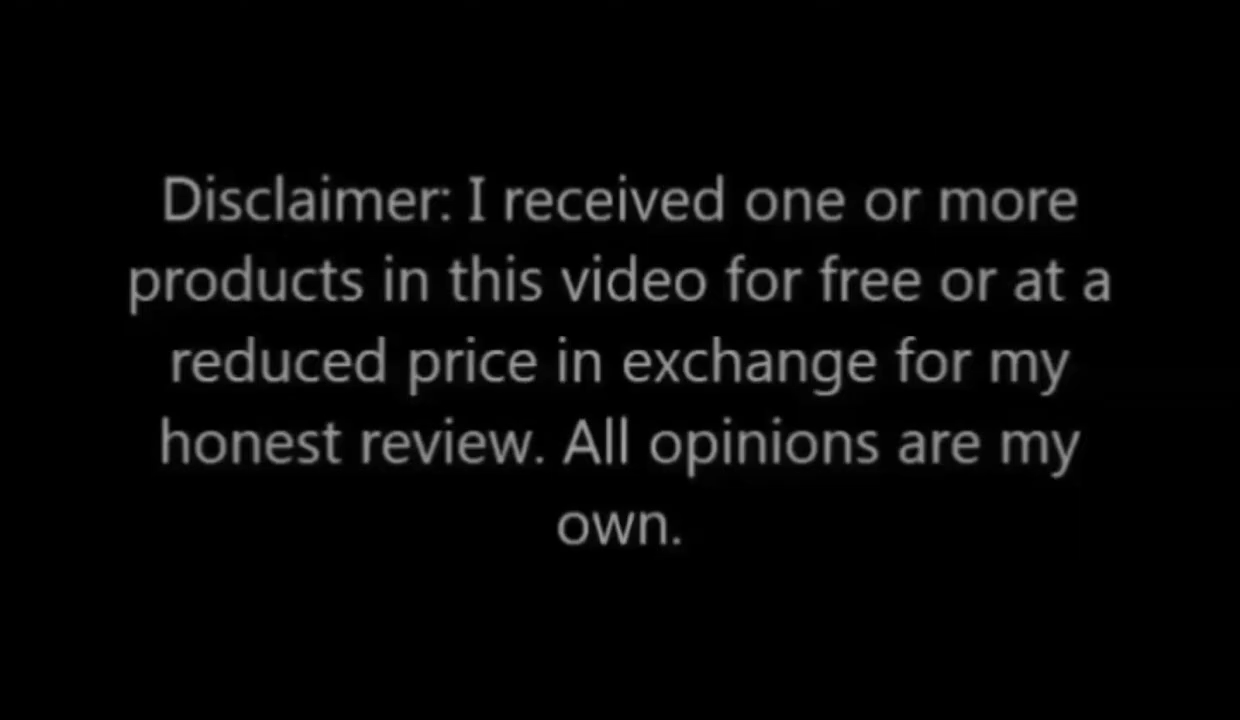 Disclaimer: I received one or more
products in this video for free or at a
reduced price in exchange for my
honest review. All opinions are my
own.